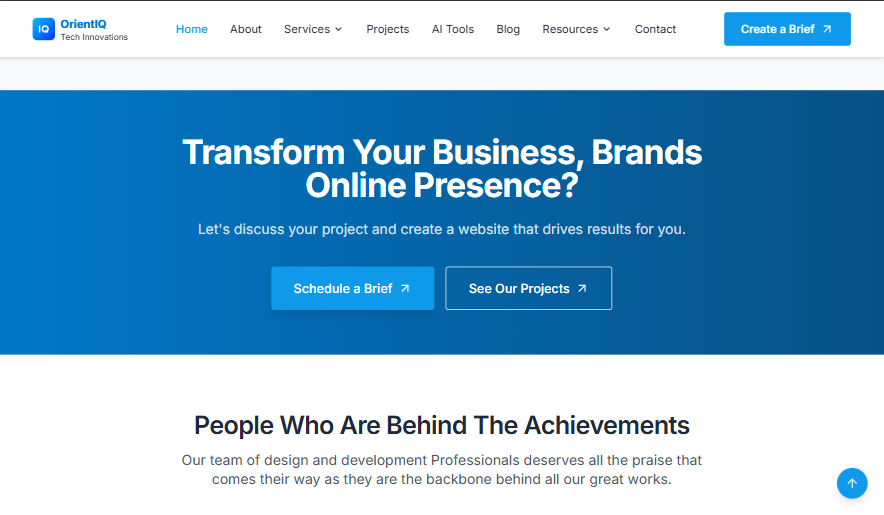 IQ
OrientIQ
Tech Innovations
Home
About
Services
Projects
AI Tools
Blog
Resources
Contact
Create a Brief
Transform Your Business, Brands
Online Presence?
Let's discuss your project and create a website that drives results for you.
Schedule a Brief
See Our Projects
People Who Are Behind The Achievements
Our team of design and development Professionals deserves all the praise that
comes their way as they are the backbone behind all our great works.